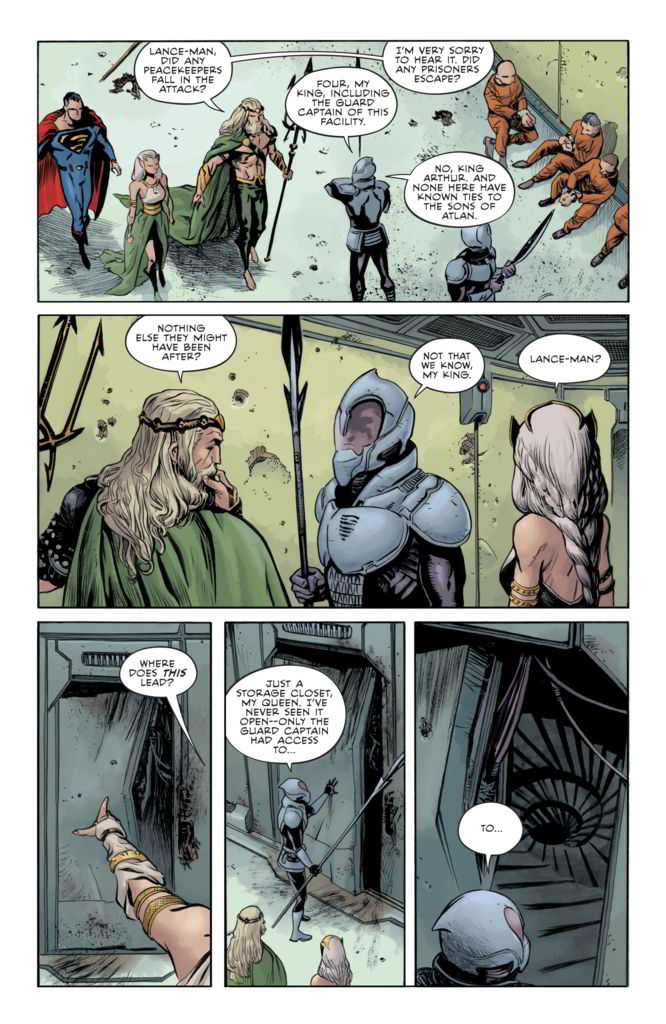 LANCE-MAN,
DID ANY
PEACEKEEPERS
FALL IN THE
ATTACK?
FOUR, MY
KING, INCLUDING
THE GUARD
CAPTAIN OF THIS
FACILITY.
I'M VERY SORRY
TO HEAR IT. DID
ANY PRISONERS
ESCAPE?
NO, KING
ARTHUR. AND
NONE HERE HAVE
KNOWN TIES TO
THE SONS OF
ATLAN.
NOTHING
ELSE THEY MIGHT
HAVE BEEN
AFTER?
NOT THAT
WE KNOW,
MY KING.
LANCE-MAN?
WHERE
DOES THIS
LEAD?
JUST A
STORAGE CLOSET,
MY QUEEN. I'VE
NEVER SEEN IT
OPEN--ONLY THE
GUARD CAPTAIN
HAD ACCESS
TO...
TO...